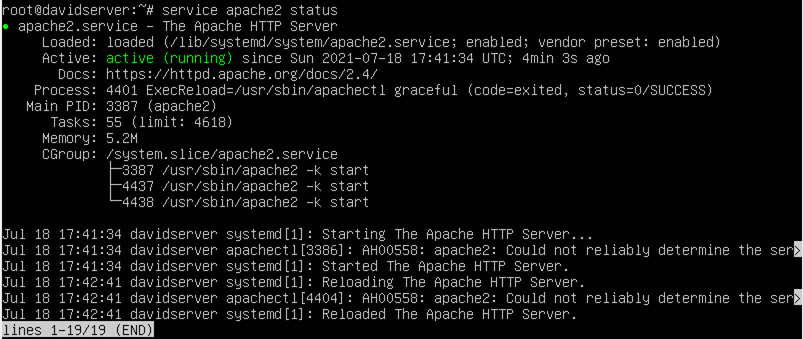 root@davidserver:~# service apache2 status
● apache2.service - The Apache HTTP Server
     Loaded: loaded (/lib/systemd/system/apache2.service; enabled; vendor preset: enabled)
     Active: active (running) since Sun 2021-07-18 17:41:34 UTC; 4min 3s ago
       Docs: https://httpd.apache.org/docs/2.4/
    Process: 4401 ExecReload=/usr/sbin/apachectl graceful (code=exited, status=0/SUCCESS)
   Main PID: 3387 (apache2)
      Tasks: 55 (limit: 4618)
     Memory: 5.2M
     CGroup: /system.slice/apache2.service
             ├─3387 /usr/sbin/apache2 -k start
             ├─4437 /usr/sbin/apache2 -k start
             └─4438 /usr/sbin/apache2 -k start

Jul 18 17:41:34 davidserver systemd[1]: Starting The Apache HTTP Server...
Jul 18 17:41:34 davidserver apachectl[3386]: AH00558: apache2: Could not reliably determine the ser>
Jul 18 17:41:34 davidserver systemd[1]: Started The Apache HTTP Server.
Jul 18 17:42:41 davidserver systemd[1]: Reloading The Apache HTTP Server.
Jul 18 17:42:41 davidserver apachectl[4404]: AH00558: apache2: Could not reliably determine the ser>
Jul 18 17:42:41 davidserver systemd[1]: Reloaded The Apache HTTP Server.
lines 1-19/19 (END)